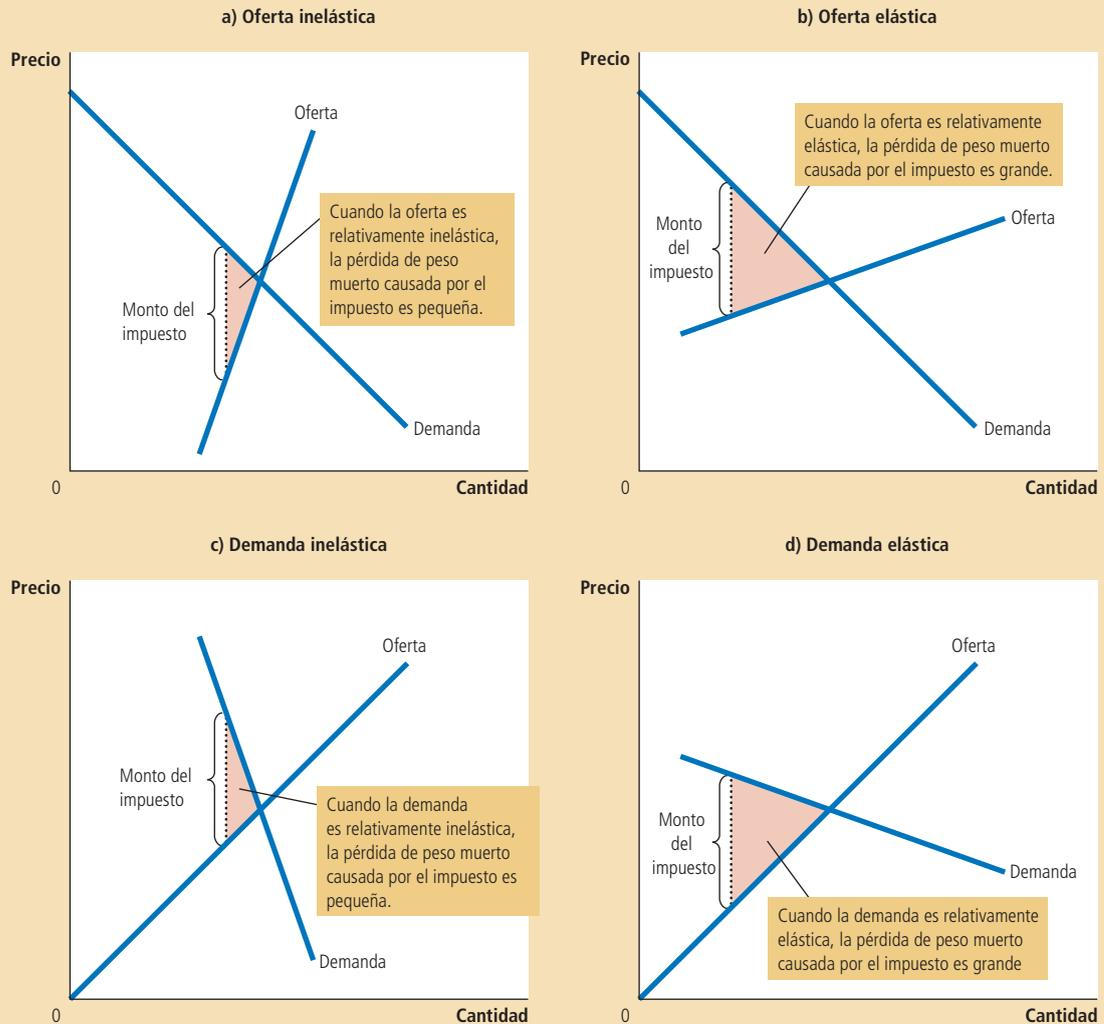 a) Oferta inelástica
Precio
Oferta
Cuando la oferta es
relativamente inelástica,
la pérdida de peso
muerto causada por el
impuesto es pequeña.
Monto del
impuesto
Demanda
0
Cantidad
b) Oferta elástica
Precio
Cuando la oferta es relativamente
elástica, la pérdida de peso muerto
causada por el impuesto es grande.
Monto
del
impuesto
Oferta
Demanda
0
Cantidad
c) Demanda inelástica
Precio
Oferta
Monto del
impuesto
Cuando la demanda
es relativamente inelástica,
la pérdida de peso muerto
causada por el impuesto es
pequeña.
Demanda
0
Cantidad
d) Demanda elástica
Precio
Oferta
Monto
del
impuesto
Demanda
Cuando la demanda es relativamente
elástica, la pérdida de peso muerto
causada por el impuesto es grande
0
Cantidad